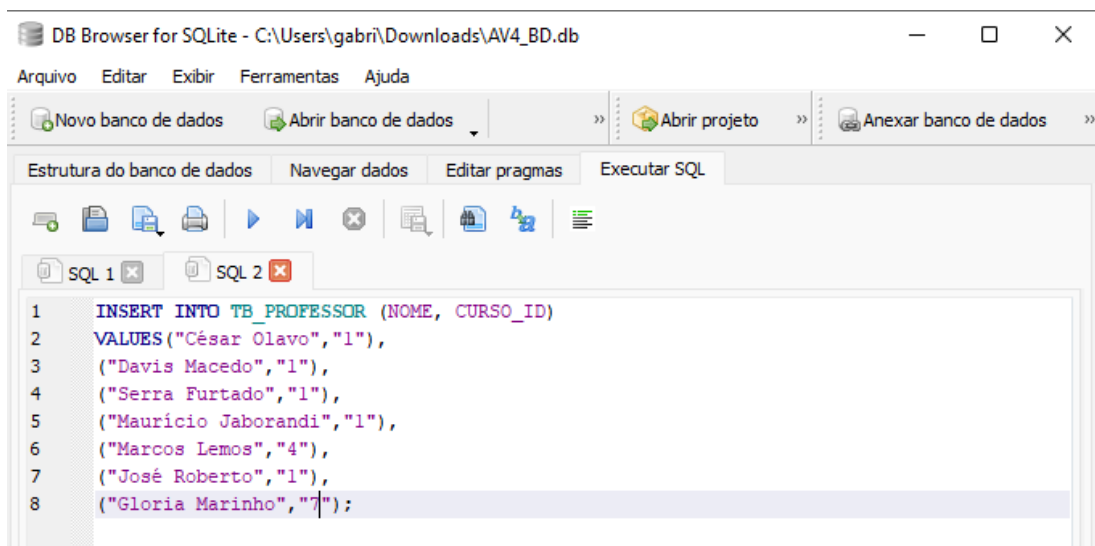 DB Browser for SQLite - C:\Users\gabri\Downloads\AV4_BD.db
Arquivo Editar Exibir Ferramentas Ajuda
Novo banco de dados Abrir banco de dados » Abrir projeto » Anexar banco de dados »
Estrutura do banco de dados Navegar dados Editar pragmas Executar SQL
SQL 1 SQL 2
1 INSERT INTO TB_PROFESSOR (NOME, CURSO_ID)
2 VALUES("César Olavo","1"),
3 ("Davis Macedo","1"),
4 ("Serra Furtado","1"),
5 ("Maurício Jaborandi","1"),
6 ("Marcos Lemos","4"),
7 ("José Roberto","1"),
8 ("Gloria Marinho","7");